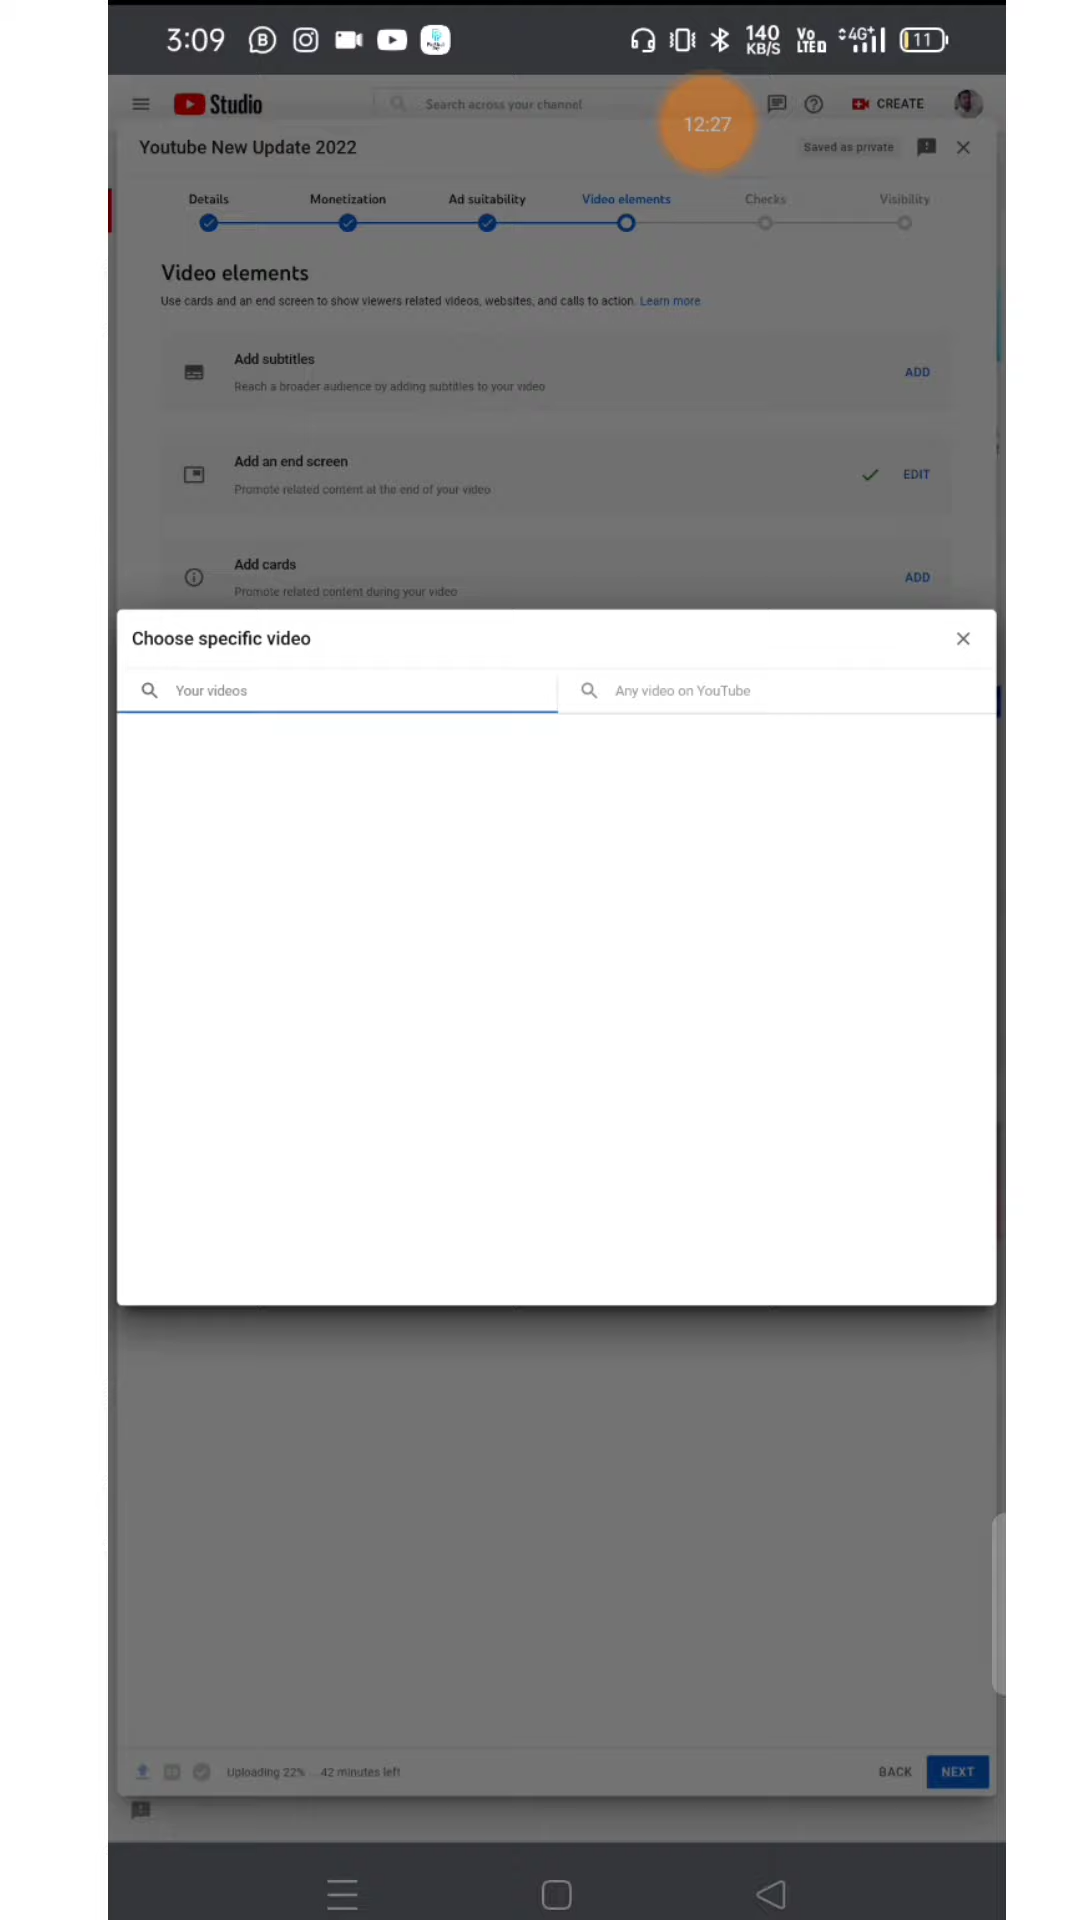 3:09 140 KB/S Vo LTED 4G+ 11
Studio Search across your channel CREATE
12:27
Youtube New Update 2022 Saved as private
Details Monetization Ad suitability Video elements Checks Visibility
Video elements
Use cards and an end screen to show viewers related videos, websites, and calls to action. Learn more
Add subtitles
Reach a broader audience by adding subtitles to your video
ADD
Add an end screen
Promote related content at the end of your video
EDIT
Add cards
Promote related content during your video
ADD
Choose specific video
Your videos Any video on YouTube
Uploading 22% ... 42 minutes left BACK NEXT